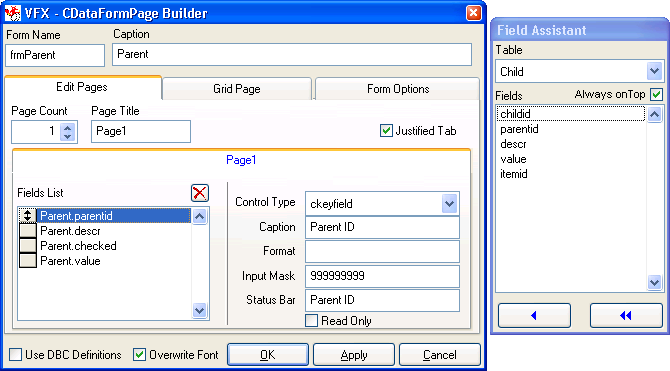 VFX - CDataFormPage Builder
Form Name
Caption
frmParent
Parent
Edit Pages
Grid Page
Form Options
Page Count
Page Title
1
Page1
Justified Tab
Page1
Fields List
Parent.parentid
Parent.descr
Parent.checked
Parent.value
Control Type
ckeyfield
Caption
Parent ID
Format
Input Mask
999999999
Status Bar
Parent ID
Read Only
Use DBC Definitions
Overwrite Font
OK
Apply
Cancel
Field Assistant
Table
Child
Fields
Always onTop
childid
parentid
descr
value
itemid